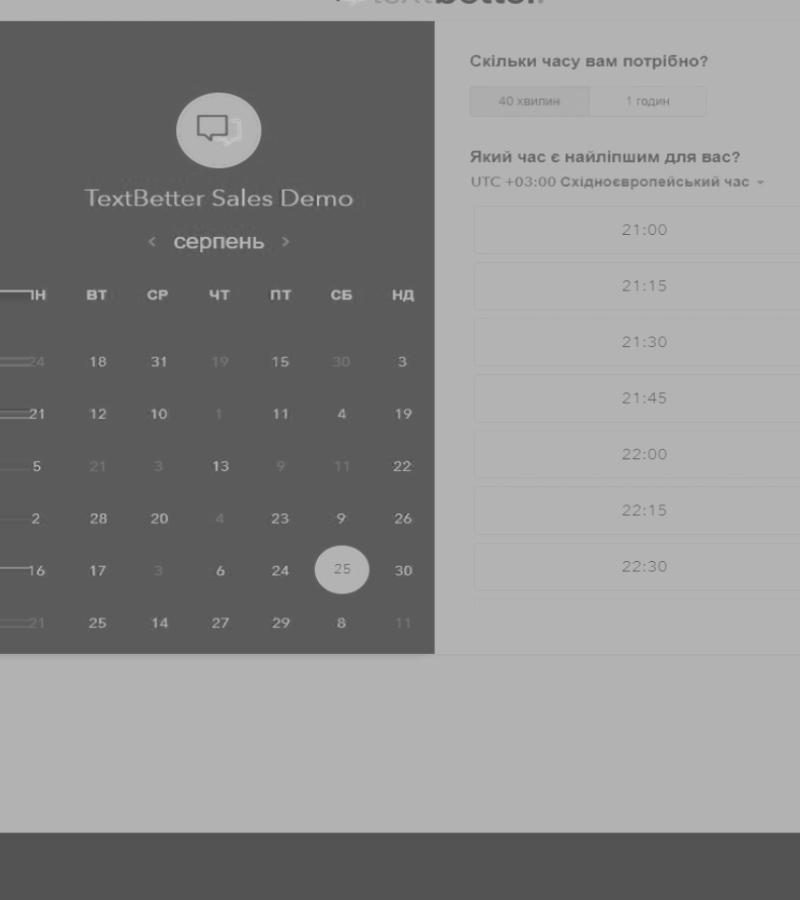 textbetter
TextBetter Sales Demo
‹ серпень ›
ІН ВТ СР ЧТ ПТ СБ НД
24 18 31 19 15 30 3
21 12 10 1 11 4 19
5 21 3 13 9 11 22
2 28 20 4 23 9 26
16 17 3 6 24 25 30
21 25 14 27 29 8 11
Скільки часу вам потрібно?
40 хвилин 1 годин
Який час є найліпшим для вас?
UTC +03:00 Східноєвропейський час
21:00
21:15
21:30
21:45
22:00
22:15
22:30